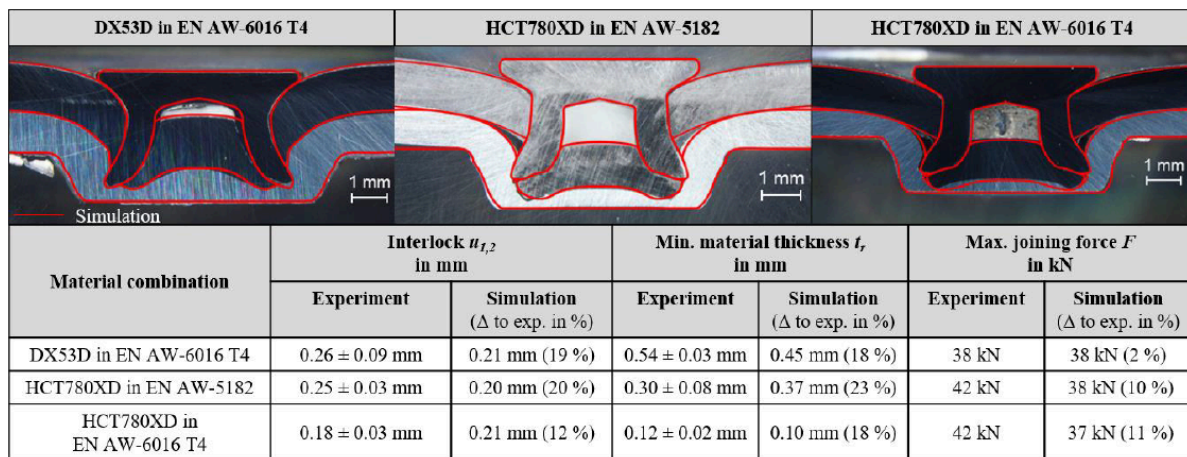 DX53D in EN AW-6016 T4 HCT780XD in EN AW-5182 HCT780XD in EN AW-6016 T4
1 mm 1 mm 1 mm
Simulation
Material combination
Interlock u1,2 in mm
Min. material thickness tr in mm
Max. joining force F in kN
Experiment Simulation (Δ to exp. in %) Experiment Simulation (Δ to exp. in %) Experiment Simulation (Δ to exp. in %)
DX53D in EN AW-6016 T4 0.26 ± 0.09 mm 0.21 mm (19 %) 0.54 ± 0.03 mm 0.45 mm (18 %) 38 kN 38 kN (2 %)
HCT780XD in EN AW-5182 0.25 ± 0.03 mm 0.20 mm (20 %) 0.30 ± 0.08 mm 0.37 mm (23 %) 42 kN 38 kN (10 %)
HCT780XD in EN AW-6016 T4 0.18 ± 0.03 mm 0.21 mm (12 %) 0.12 ± 0.02 mm 0.10 mm (18 %) 42 kN 37 kN (11 %)